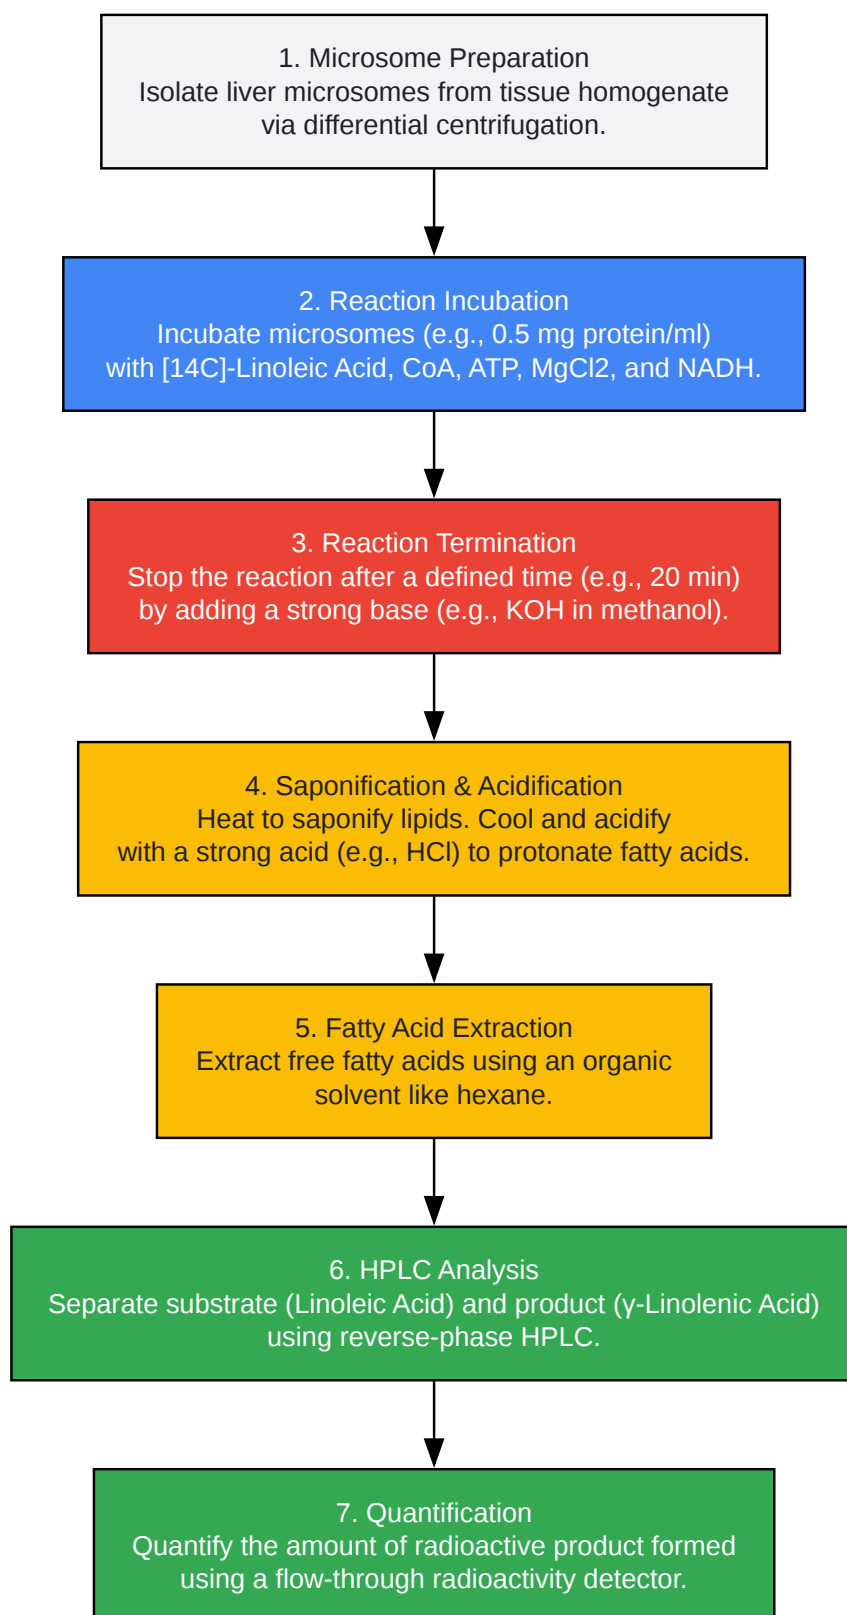 1. Microsome Preparation
Isolate liver microsomes from tissue homogenate
via differential centrifugation.
2. Reaction Incubation
Incubate microsomes (e.g., 0.5 mg protein/ml)
with [14C]-Linoleic Acid, CoA, ATP, MgCl2, and NADH.
3. Reaction Termination
Stop the reaction after a defined time (e.g., 20 min)
by adding a strong base (e.g., KOH in methanol).
4. Saponification & Acidification
Heat to saponify lipids. Cool and acidify
with a strong acid (e.g., HCl) to protonate fatty acids.
5. Fatty Acid Extraction
Extract free fatty acids using an organic
solvent like hexane.
6. HPLC Analysis
Separate substrate (Linoleic Acid) and product (γ-Linolenic Acid)
using reverse-phase HPLC.
7. Quantification
Quantify the amount of radioactive product formed
using a flow-through radioactivity detector.